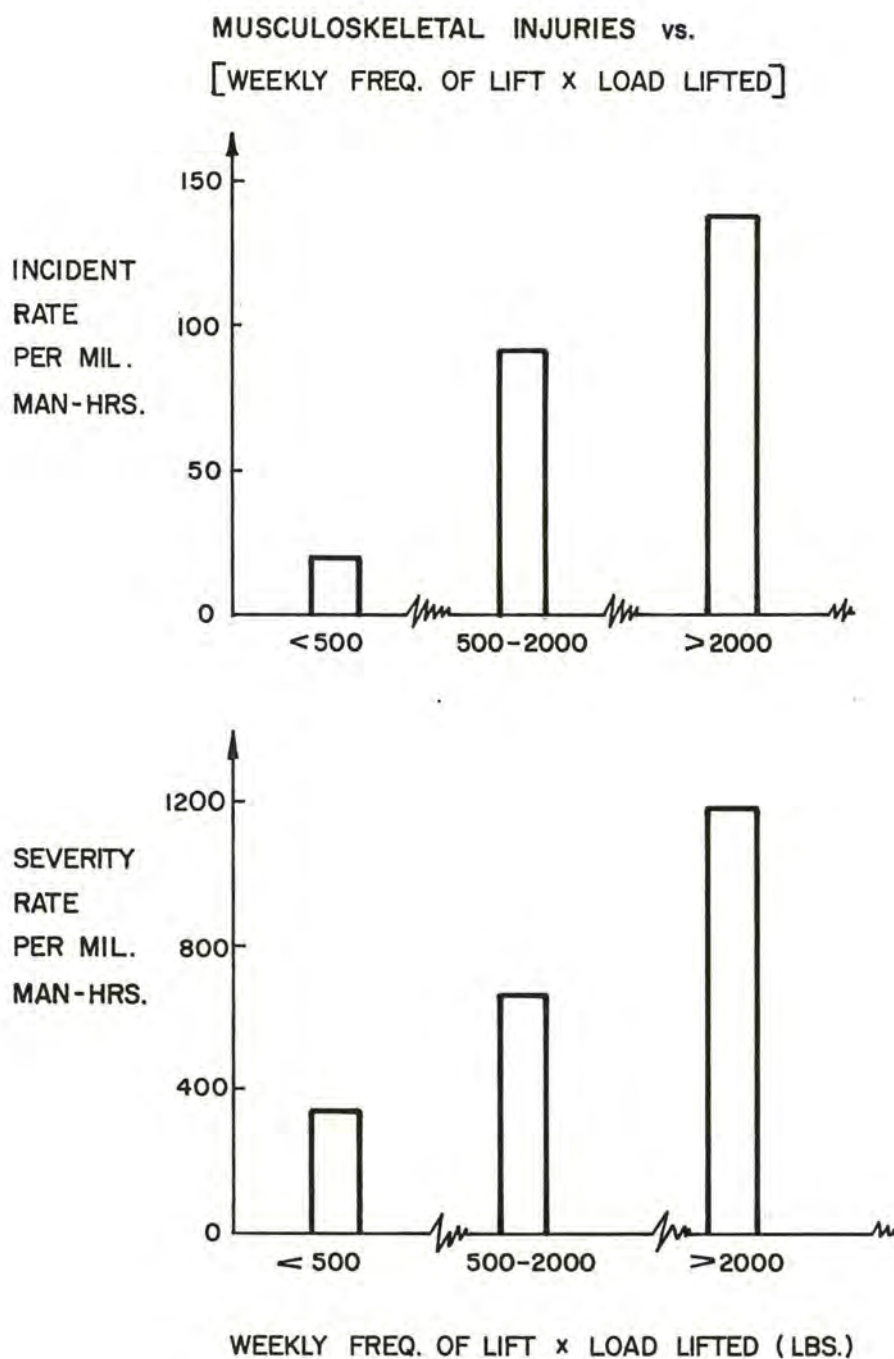 MUSCULOSKELETAL INJURIES vs.
[WEEKLY FREQ. OF LIFT X LOAD LIFTED]
150
100
50
0
INCIDENT
RATE
PER MIL.
MAN-HRS.
<500
500-2000
>2000
1200
800
400
0
SEVERITY
RATE
PER MIL.
MAN-HRS.
<500
500-2000
>2000
WEEKLY FREQ. OF LIFT X LOAD LIFTED (LBS.)